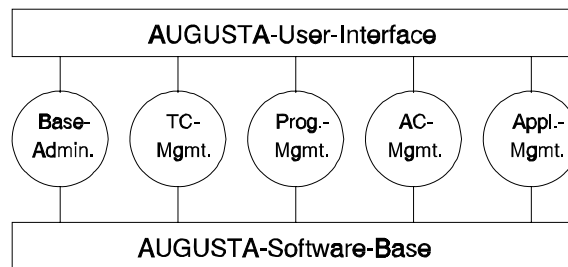 AUGUSTA-User-Interface
Base-
Admin.
TC-
Mgmt.
Prog.-
Mgmt.
AC-
Mgmt.
Appl.-
Mgmt.
AUGUSTA-Software-Base